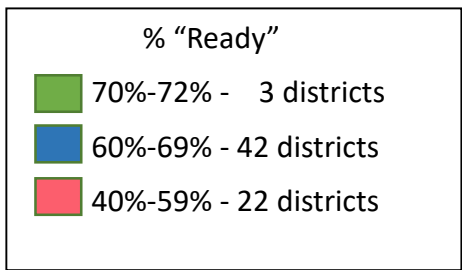 % “Ready”
70%-72% - 3 districts
60%-69% - 42 districts
40%-59% - 22 districts